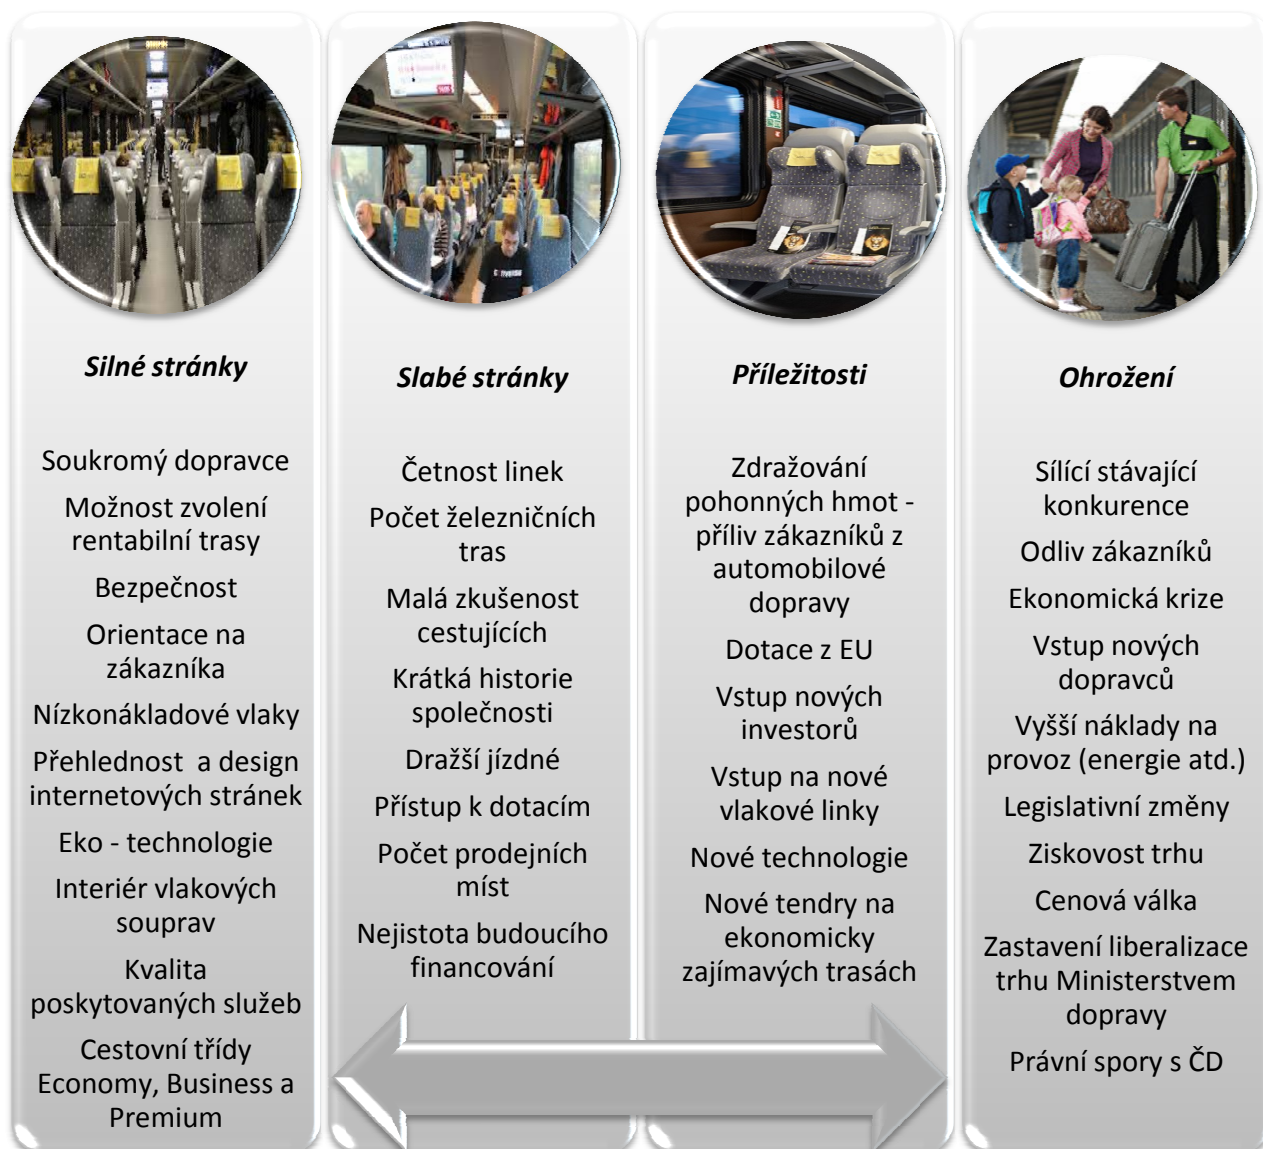 Silné stránky
Soukromý dopravce
Možnost zvolení
rentabilní trasy
Bezpečnost
Orientace na
zákazníka
Nízkonákladové vlaky
Přehlednost a design
internetových stránek
Eko - technologie
Interiér vlakových
souprav
Kvalita
poskytovaných služeb
Cestovní třídy
Economy, Business a
Premium
Slabé stránky
Četnost linek
Počet železničních
tras
Malá zkušenost
cestujících
Krátká historie
společnosti
Dražší jízdné
Přístup k dotacím
Počet prodejních
míst
Nejistota budoucího
financování
Příležitosti
Zdražování
pohonných hmot -
příliv zákazníků z
automobilové
dopravy
Dotace z EU
Vstup nových
investorů
Vstup na nové
vlakové linky
Nové technologie
Nové tendry na
ekonomicky
zajímavých trasách
Ohrožení
Sílící stávající
konkurence
Odliv zákazníků
Ekonomická krize
Vstup nových
dopravců
Vyšší náklady na
provoz (energie atd.)
Legislativní změny
Ziskovost trhu
Cenová válka
Zastavení liberalizace
trhu Ministerstvem
dopravy
Právní spory s ČD